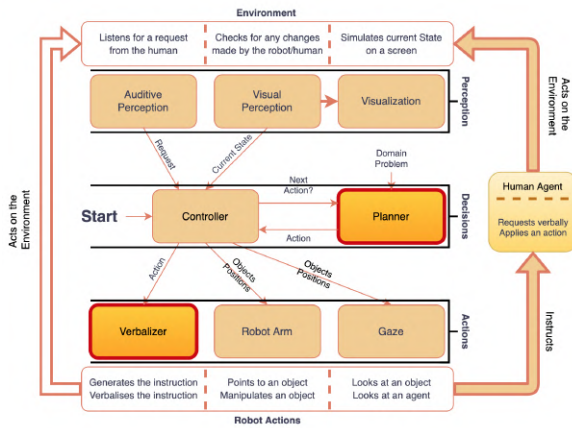 Environment
Listens for a request
from the human
Checks for any changes
made by the robot/human
Simulates current State
on a screen
Auditive
Perception
Visual
Perception
Visualization
Perception
Request
Current State
Domain
Problem
Next
Action?
Start
Controller
Planner
Action
Decisions
Action
Objects
Positions
Objects
Positions
Verbalizer
Robot Arm
Gaze
Actions
Generates the instruction
Verbalises the instruction
Points to an object
Manipulates an object
Looks at an object
Looks at an agent
Robot Actions
Acts on the
Environment
Acts on the
Environment
Human Agent
Requests verbally
Applies an action
Instructs